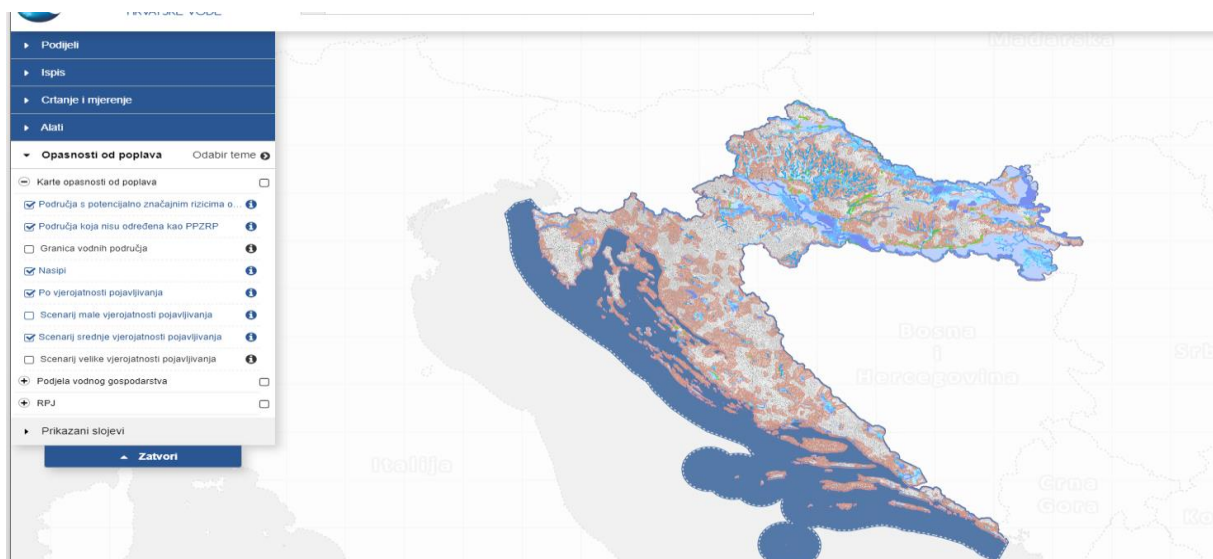 HRVATSKE VODE
Podijeli
Ispis
Crtanje i mjerenje
Alati
Opasnosti od poplava Odabir teme
Karte opasnosti od poplava
Područja s potencijalno značajnim rizicima o...
Područja koja nisu određena kao PPZRP
Granica vodnih područja
Nasipi
Po vjerojatnosti pojavljivanja
Scenarij male vjerojatnosti pojavljivanja
Scenarij srednje vjerojatnosti pojavljivanja
Scenarij velike vjerojatnosti pojavljivanja
Podjela vodnog gospodarstva
RPJ
Prikazani slojevi
Zatvori
Mađarska
Bosna
i
Hercegovina
Italija
Crna
Gora